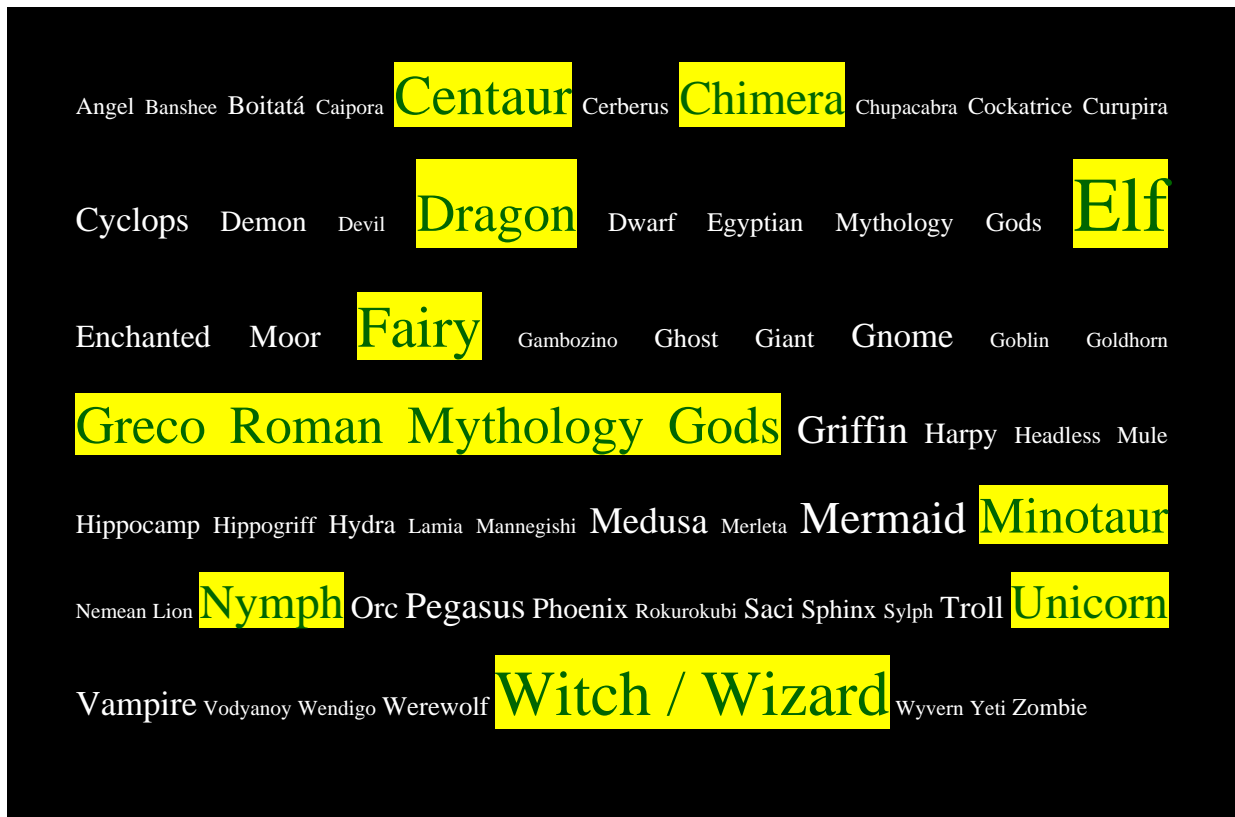 Angel Banshee Boitatá Caipora Centaur Cerberus Chimera Chupacabra Cockatrice Curupira
Cyclops Demon Devil Dragon Dwarf Egyptian Mythology Gods Elf
Enchanted Moor Fairy Gambozino Ghost Giant Gnome Goblin Goldhorn
Greco Roman Mythology Gods Griffin Harpy Headless Mule
Hippocamp Hippogriff Hydra Lamia Mannegishi Medusa Merleta Mermaid Minotaur
Nemean Lion Nymph Orc Pegasus Phoenix Rokurokubi Saci Sphinx Sylph Troll Unicorn
Vampire Vodyanoy Wendigo Werewolf Witch / Wizard Wyvern Yeti Zombie